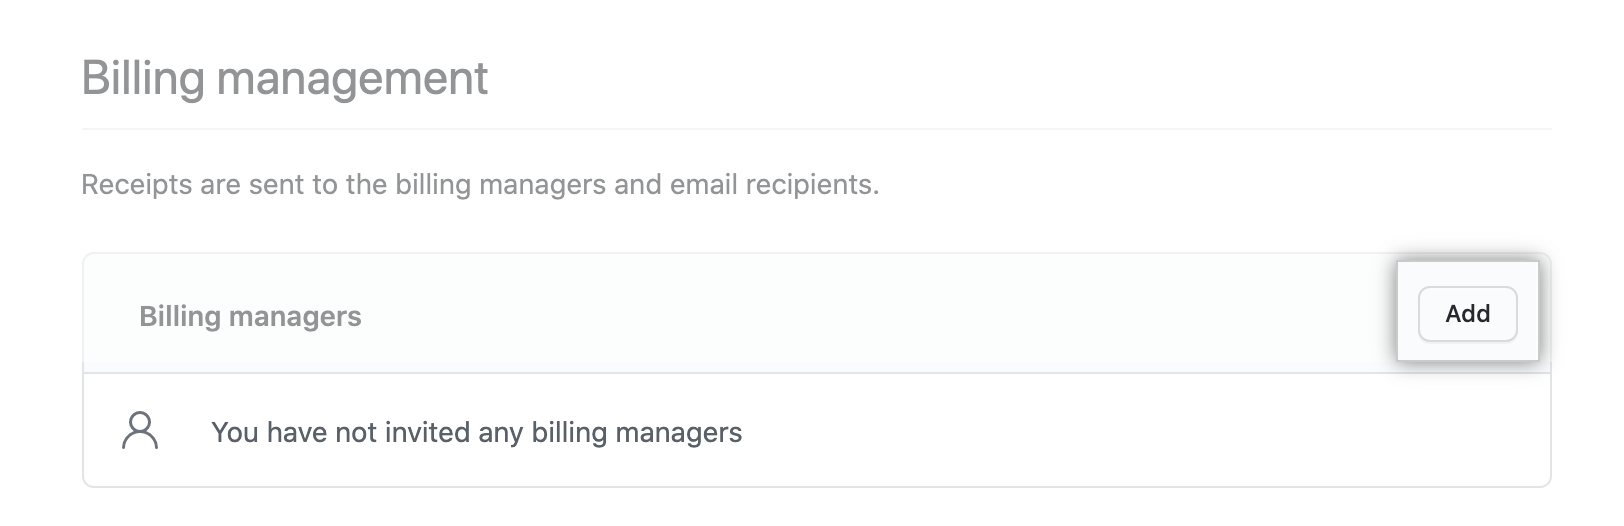 Billing management
Receipts are sent to the billing managers and email recipients.
Billing managers
Add
You have not invited any billing managers